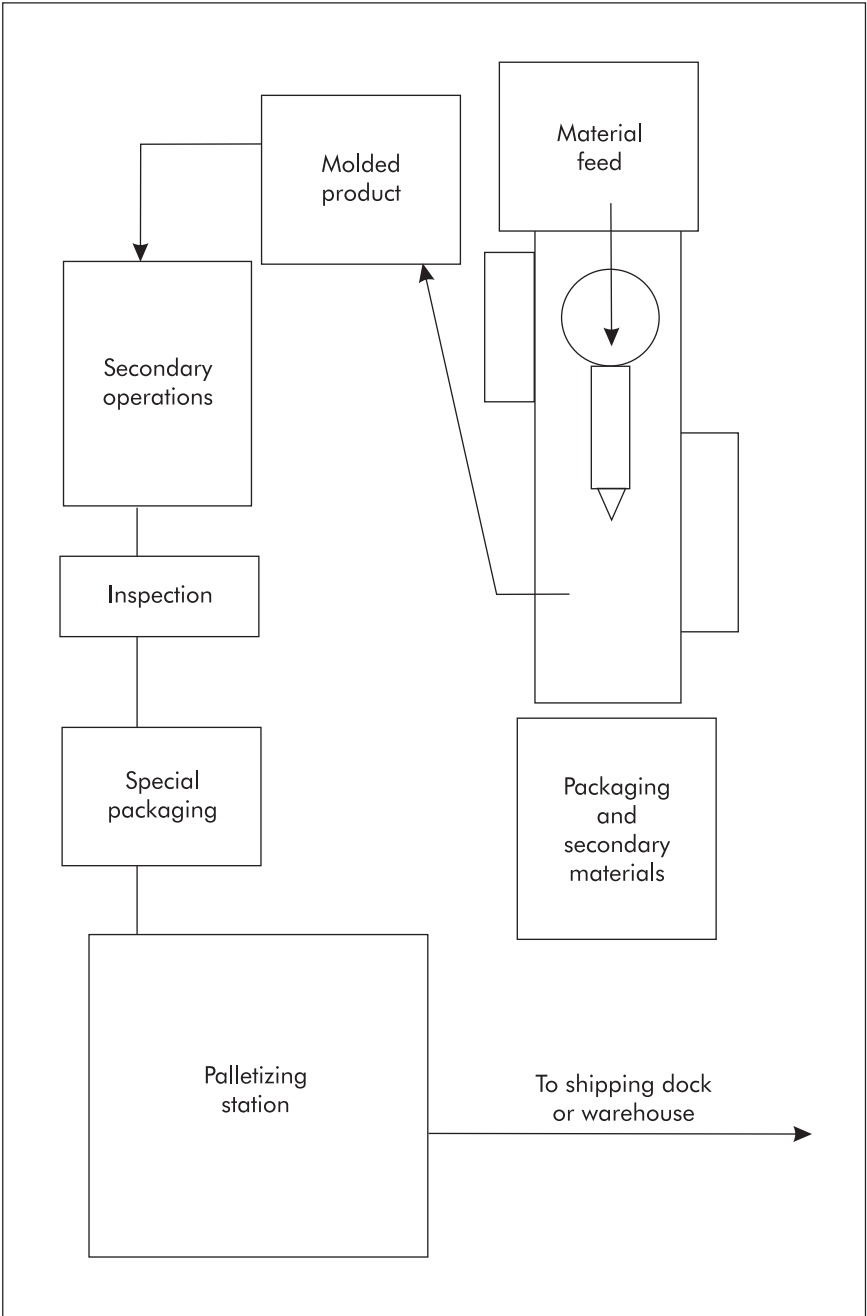 Material
feed
Molded
product
Secondary
operations
Inspection
Special
packaging
Packaging
and
secondary
materials
Palletizing
station
To shipping dock
or warehouse